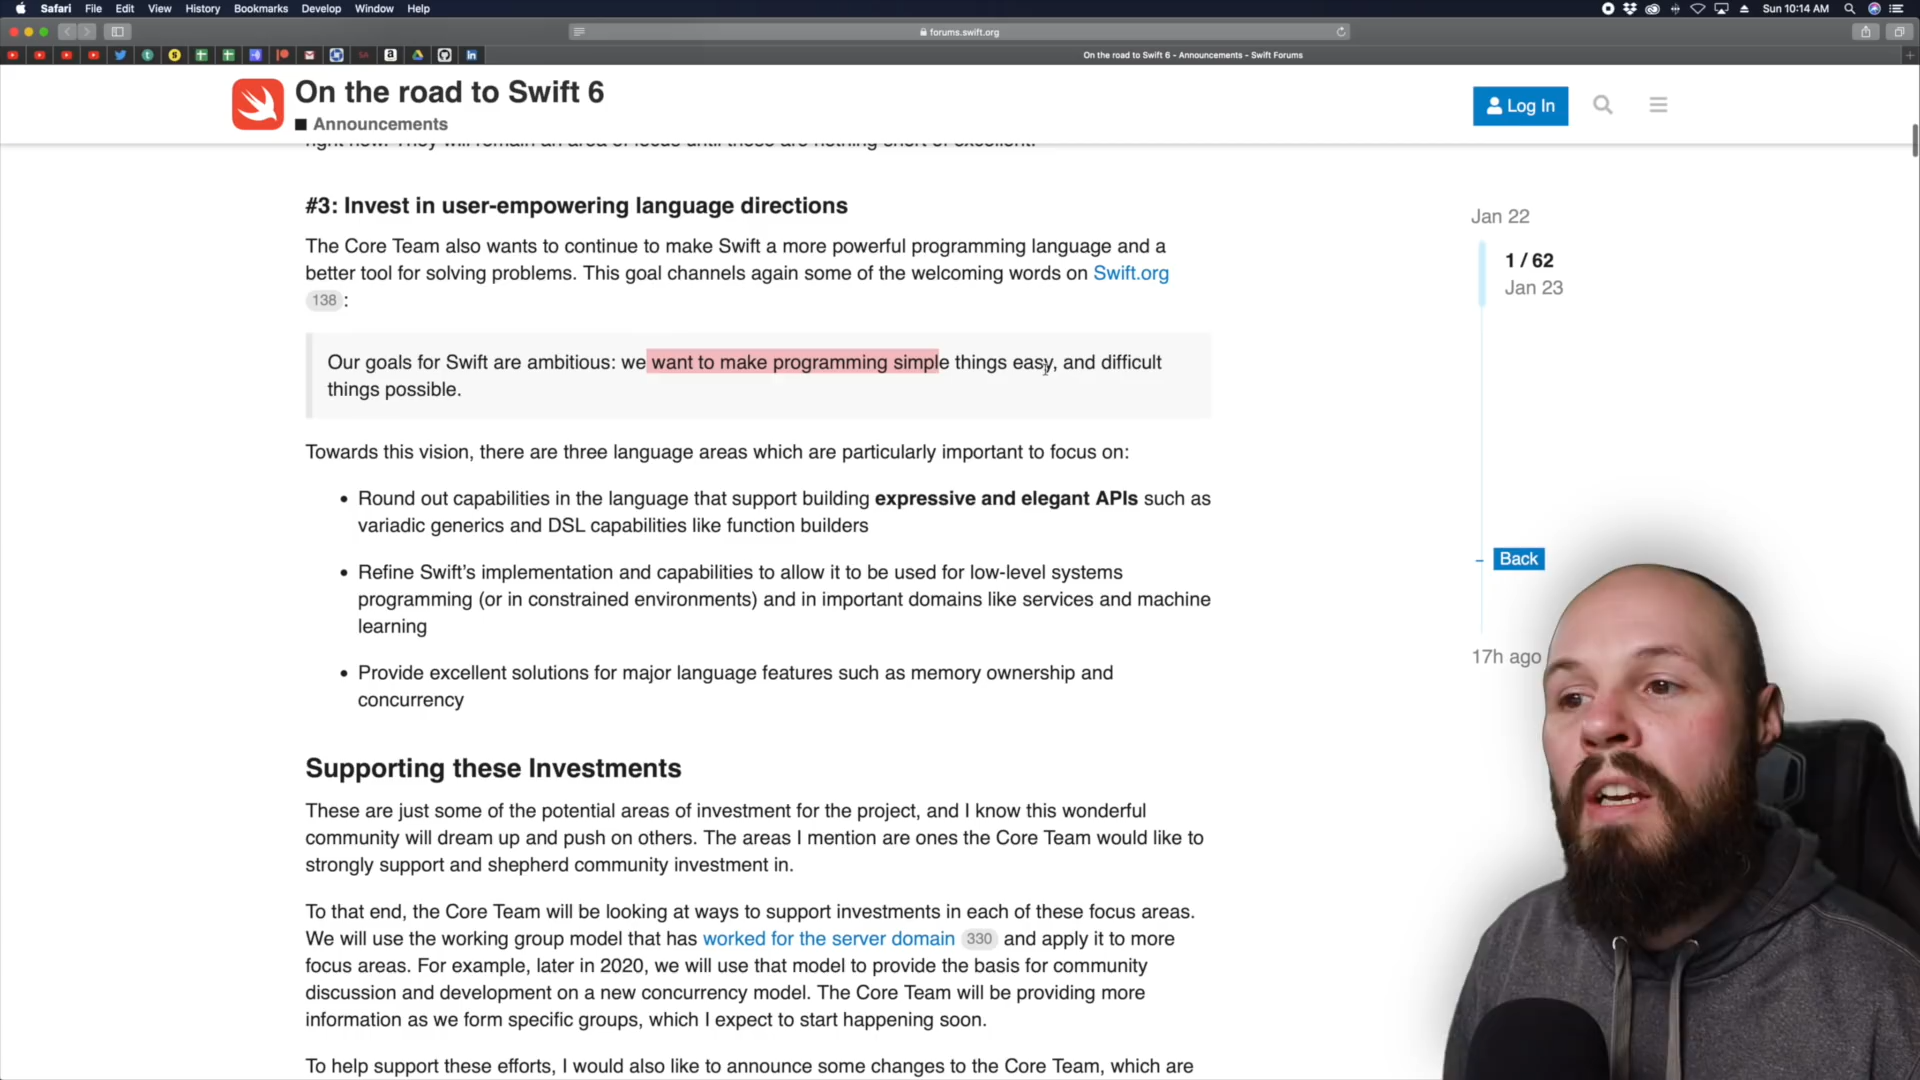 Safari File Edit View History Bookmarks Develop Window Help
Sun 10:14 AM
forums.swift.org
On the road to Swift 6 - Announcements - Swift Forums
On the road to Swift 6
Announcements
Log In
right now. They will remain an area of focus until these are nothing short of excellent.
#3: Invest in user-empowering language directions
The Core Team also wants to continue to make Swift a more powerful programming language and a
better tool for solving problems. This goal channels again some of the welcoming words on Swift.org
138 :
Our goals for Swift are ambitious: we want to make programming simple things easy, and difficult
things possible.
Towards this vision, there are three language areas which are particularly important to focus on:
• Round out capabilities in the language that support building expressive and elegant APIs such as
variadic generics and DSL capabilities like function builders
• Refine Swift's implementation and capabilities to allow it to be used for low-level systems
programming (or in constrained environments) and in important domains like services and machine
learning
• Provide excellent solutions for major language features such as memory ownership and
concurrency
Supporting these Investments
These are just some of the potential areas of investment for the project, and I know this wonderful
community will dream up and push on others. The areas I mention are ones the Core Team would like to
strongly support and shepherd community investment in.
To that end, the Core Team will be looking at ways to support investments in each of these focus areas.
We will use the working group model that has worked for the server domain 330 and apply it to more
focus areas. For example, later in 2020, we will use that model to provide the basis for community
discussion and development on a new concurrency model. The Core Team will be providing more
information as we form specific groups, which I expect to start happening soon.
To help support these efforts, I would also like to announce some changes to the Core Team, which are
Jan 22
1 / 62
Jan 23
Back
17h ago